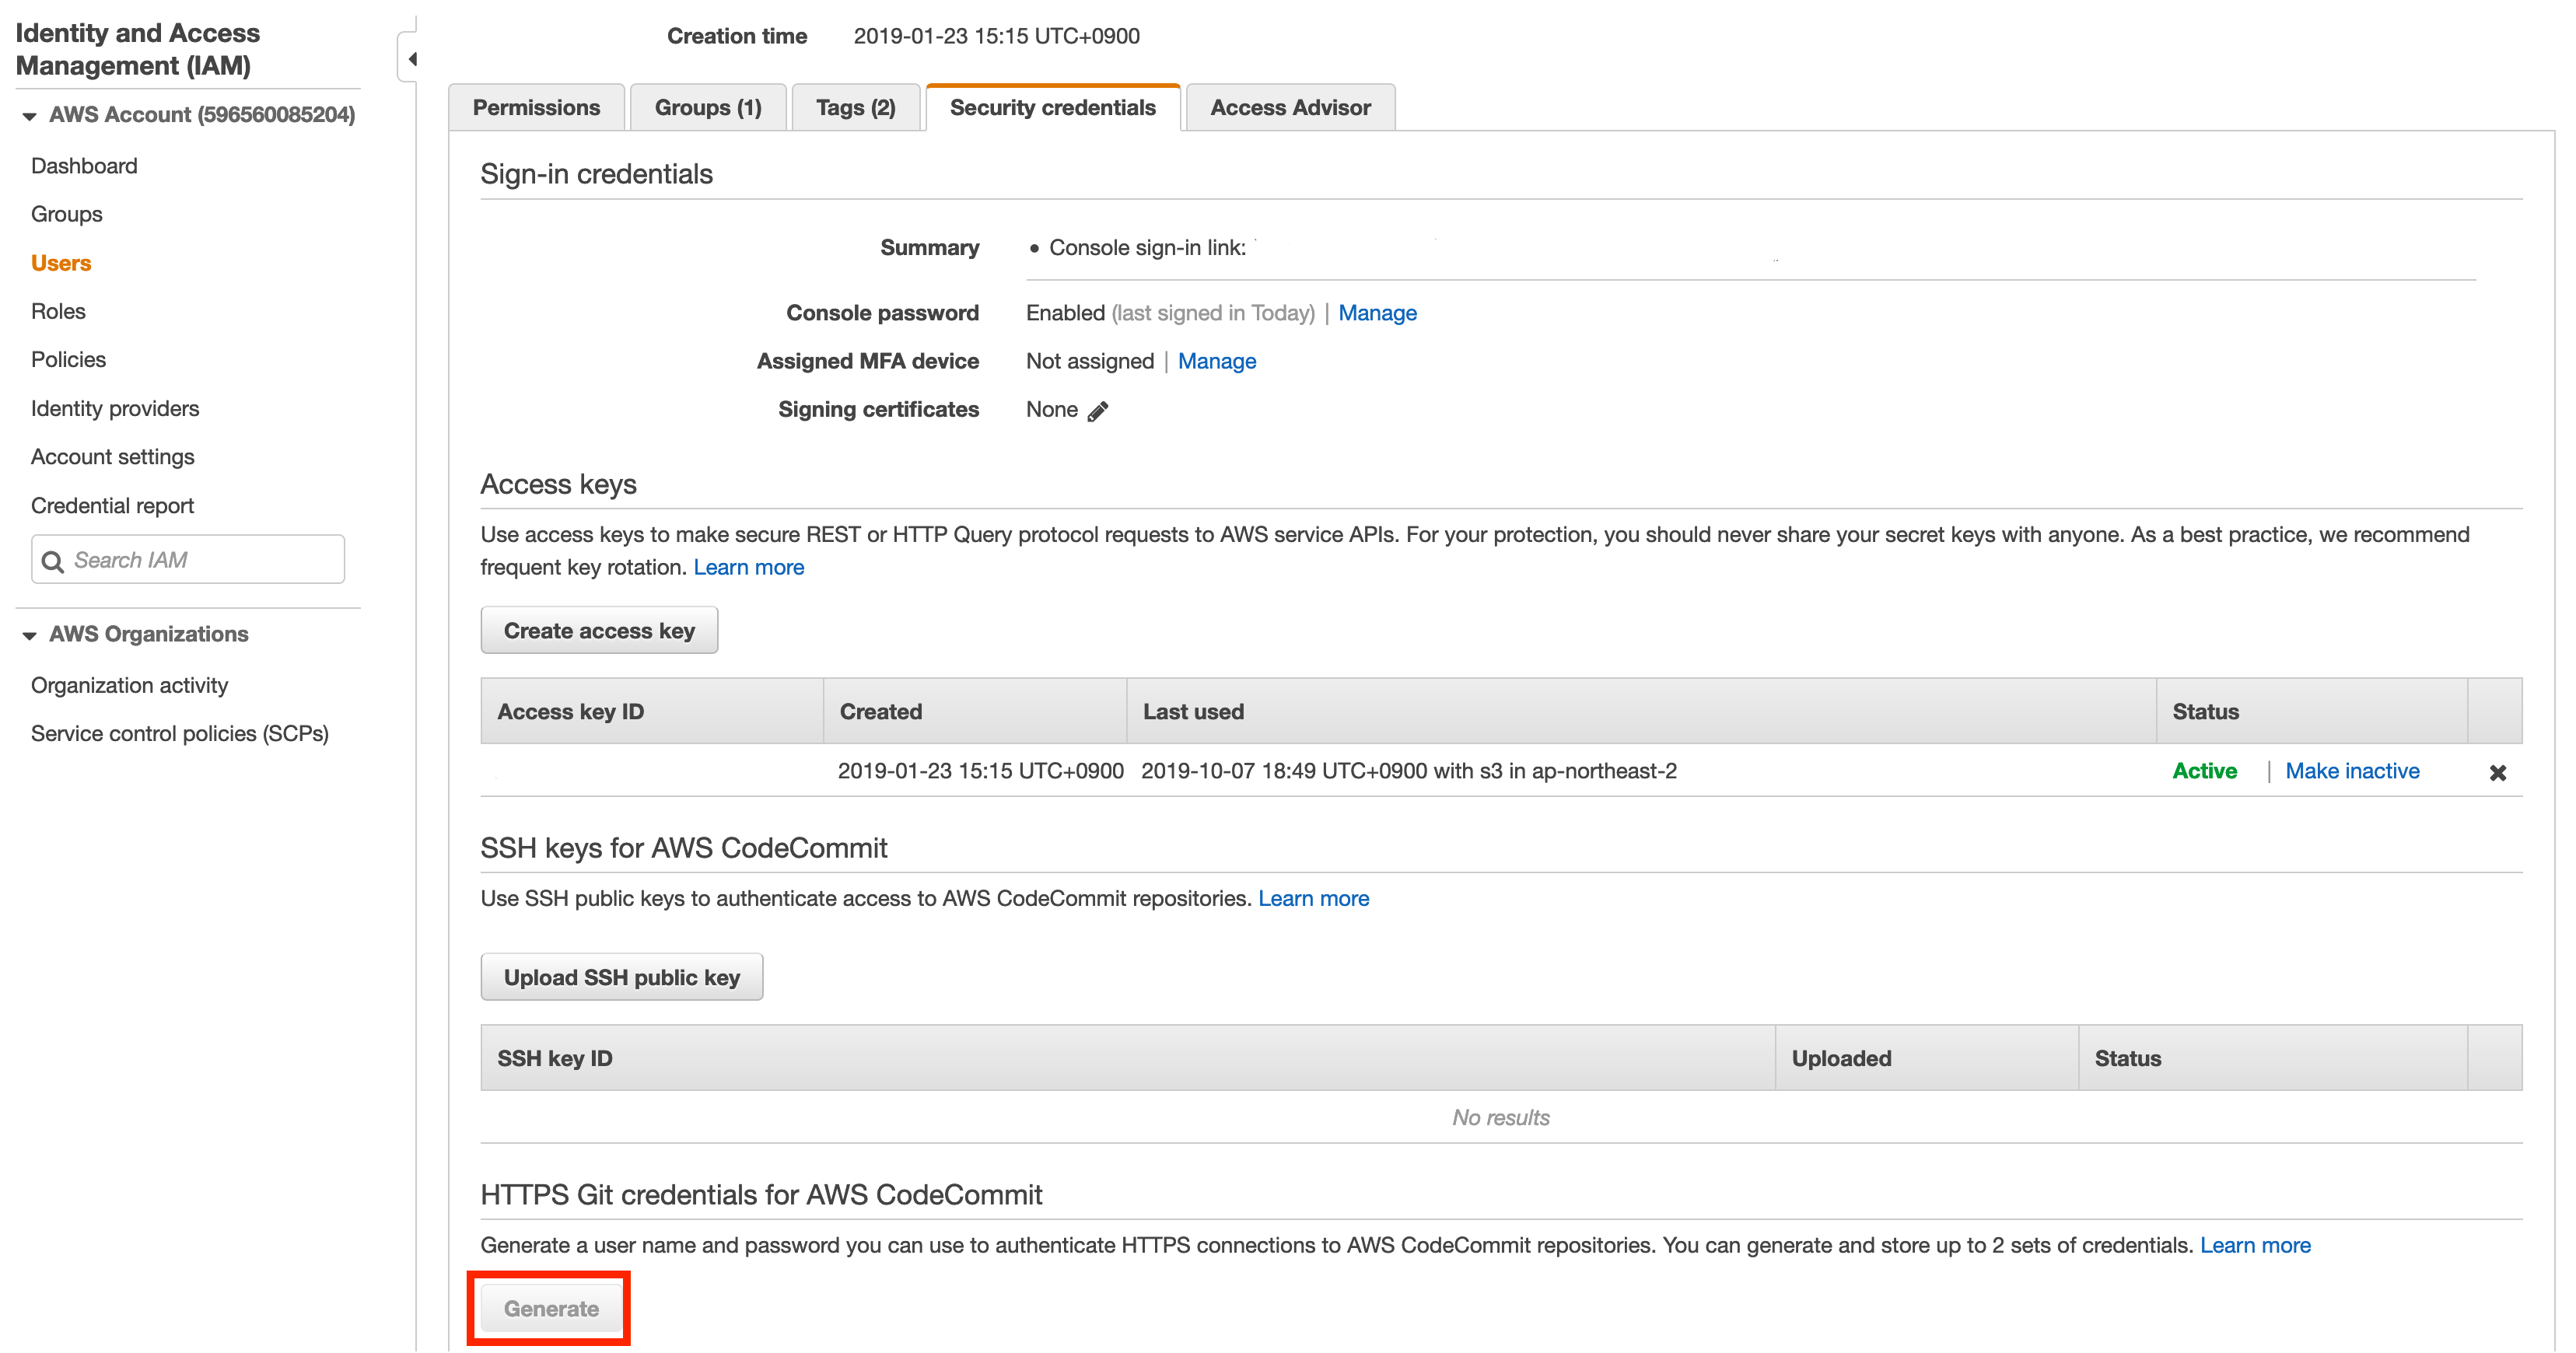 Identity and Access
Management (IAM)
AWS Account (596560085204)
Dashboard
Groups
Users
Roles
Policies
Identity providers
Account settings
Credential report
Search IAM
AWS Organizations
Organization activity
Service control policies (SCPs)
Creation time 2019-01-23 15:15 UTC+0900
Permissions Groups (1) Tags (2) Security credentials Access Advisor
Sign-in credentials
Summary • Console sign-in link:
Console password Enabled (last signed in Today) | Manage
Assigned MFA device Not assigned | Manage
Signing certificates None
Access keys
Use access keys to make secure REST or HTTP Query protocol requests to AWS service APIs. For your protection, you should never share your secret keys with anyone. As a best practice, we recommend
frequent key rotation. Learn more
Create access key
Access key ID Created Last used Status
2019-01-23 15:15 UTC+0900 2019-10-07 18:49 UTC+0900 with s3 in ap-northeast-2 Active | Make inactive
SSH keys for AWS CodeCommit
Use SSH public keys to authenticate access to AWS CodeCommit repositories. Learn more
Upload SSH public key
SSH key ID Uploaded Status
No results
HTTPS Git credentials for AWS CodeCommit
Generate a user name and password you can use to authenticate HTTPS connections to AWS CodeCommit repositories. You can generate and store up to 2 sets of credentials. Learn more
Generate